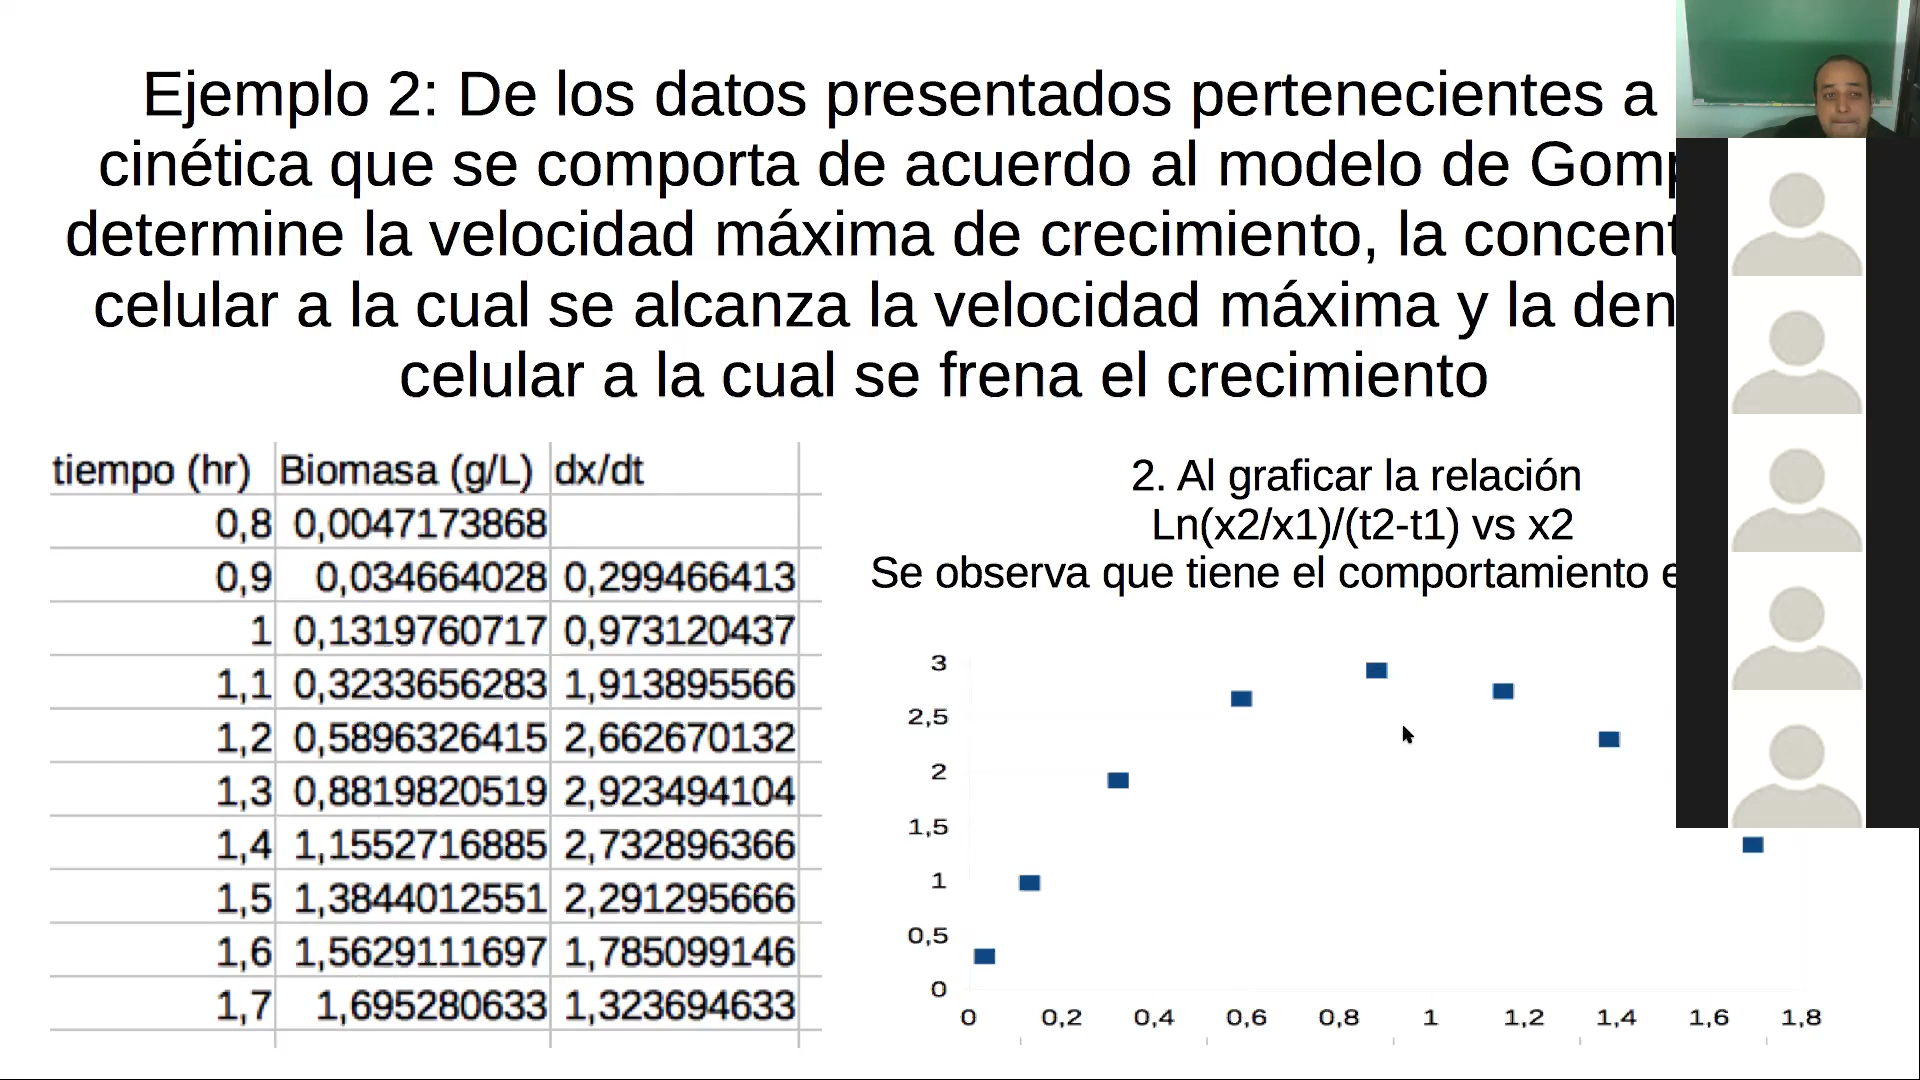 Ejemplo 2: De los datos presentados pertenecientes a
cinética que se comporta de acuerdo al modelo de
determine la velocidad máxima de crecimiento, la
celular a la cual se alcanza la velocidad máxima y la
celular a la cual se frena el crecimiento
tiempo (hr) Biomasa (g/L) dx/dt
0,8 0,0047173868
0,9 0,034664028 0,299466413
1 0,1319760717 0,973120437
1,1 0,3233656283 1,913895566
1,2 0,5896326415 2,662670132
1,3 0,8819820519 2,923494104
1,4 1,1552716885 2,732896366
1,5 1,3844012551 2,291295666
1,6 1,5629111697 1,785099146
1,7 1,695280633 1,323694633
2. Al graficar la relación
Ln(x2/x1)/(t2-t1) vs x2
Se observa que tiene el comportamiento
3
2,5
2
1,5
1
0,5
0
0 0,2 0,4 0,6 0,8 1 1,2 1,4 1,6 1,8